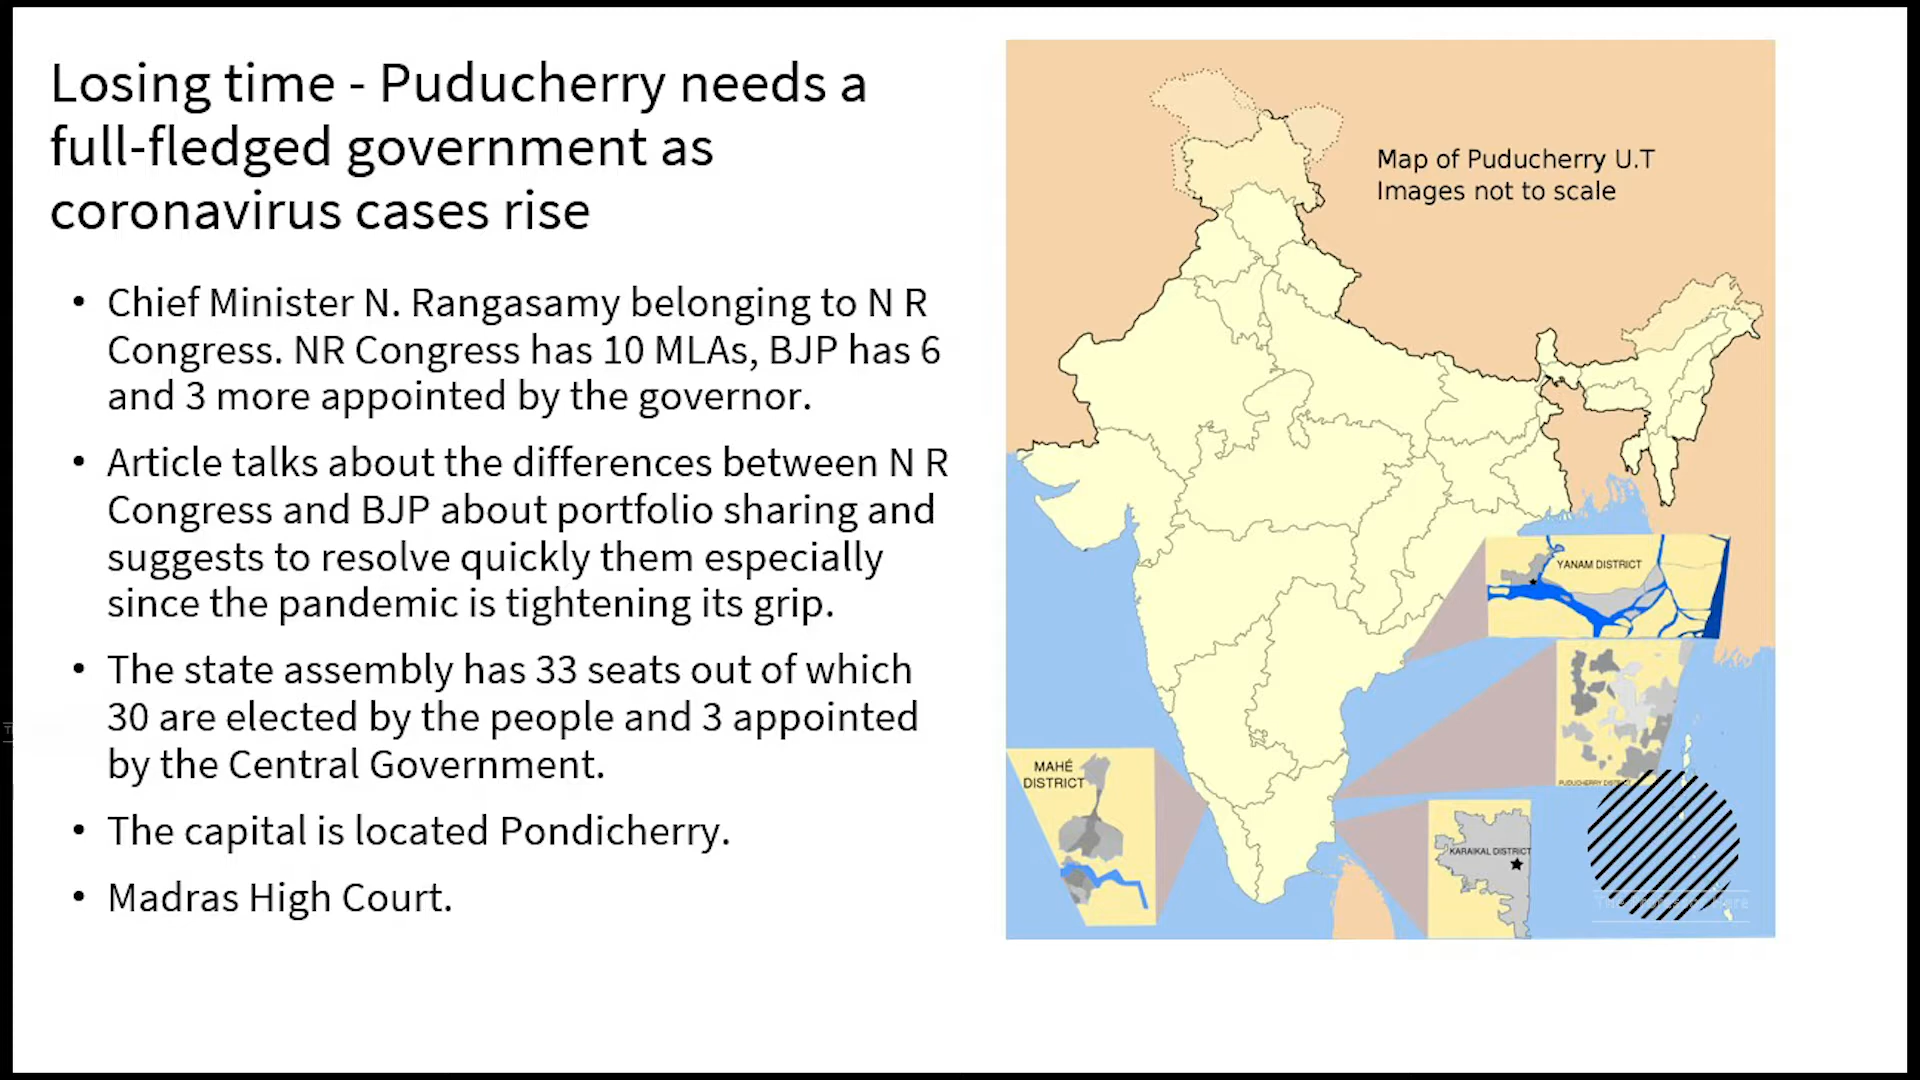 Losing time - Puducherry needs a
full-fledged government as
coronavirus cases rise
• Chief Minister N. Rangasamy belonging to N R
Congress. NR Congress has 10 MLAs, BJP has 6
and 3 more appointed by the governor.
• Article talks about the differences between N R
Congress and BJP about portfolio sharing and
suggests to resolve quickly them especially
since the pandemic is tightening its grip.
• The state assembly has 33 seats out of which
30 are elected by the people and 3 appointed
by the Central Government.
• The capital is located Pondicherry.
• Madras High Court.
Map of Puducherry U.T
Images not to scale
YANAM DISTRICT
PUDUCHERRY
MAHÉ
DISTRICT
KARAIKAL DISTRICT